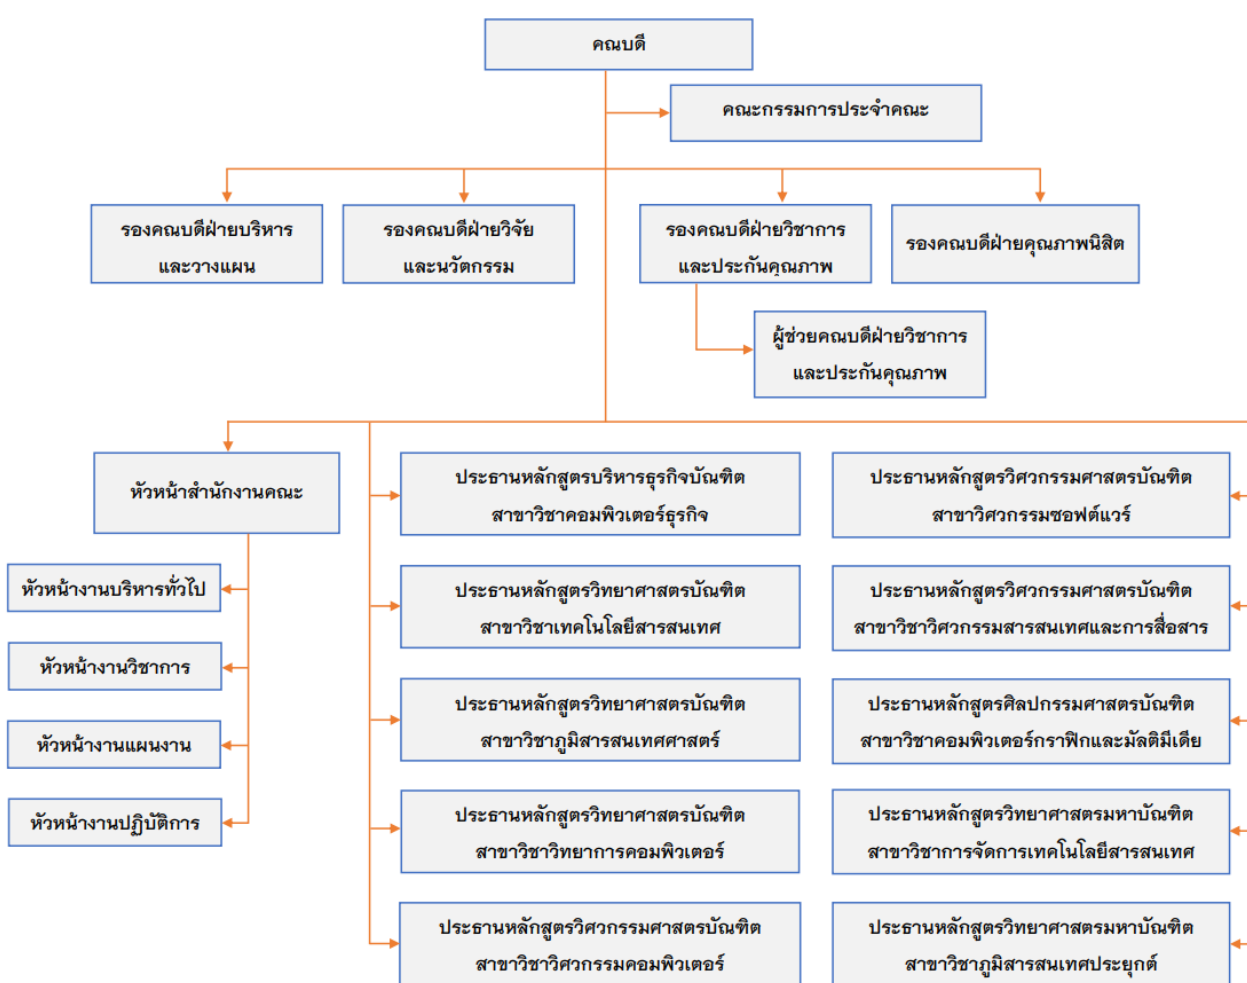 คณบดี
คณะกรรมการประจำคณะ
รองคณบดีฝ่ายบริหาร
และวางแผน
รองคณบดีฝ่ายวิจัย
และนวัตกรรม
รองคณบดีฝ่ายวิชาการ
และประกันคุณภาพ
รองคณบดีฝ่ายคุณภาพนิสิต
ผู้ช่วยคณบดีฝ่ายวิชาการ
และประกันคุณภาพ
หัวหน้าสำนักงานคณะ
หัวหน้างานบริหารทั่วไป
หัวหน้างานวิชาการ
หัวหน้างานแผนงาน
หัวหน้างานปฏิบัติการ
ประธานหลักสูตรบริหารธุรกิจบัณฑิต
สาขาวิชาคอมพิวเตอร์ธุรกิจ
ประธานหลักสูตรวิทยาศาสตรบัณฑิต
สาขาวิชาเทคโนโลยีสารสนเทศ
ประธานหลักสูตรวิทยาศาสตรบัณฑิต
สาขาวิชาภูมิสารสนเทศศาสตร์
ประธานหลักสูตรวิทยาศาสตรบัณฑิต
สาขาวิชาวิทยาการคอมพิวเตอร์
ประธานหลักสูตรวิศวกรรมศาสตรบัณฑิต
สาขาวิชาวิศวกรรมคอมพิวเตอร์
ประธานหลักสูตรวิศวกรรมศาสตรบัณฑิต
สาขาวิศวกรรมซอฟต์แวร์
ประธานหลักสูตรวิศวกรรมศาสตรบัณฑิต
สาขาวิชาวิศวกรรมสารสนเทศและการสื่อสาร
ประธานหลักสูตรศิลปกรรมศาสตรบัณฑิต
สาขาวิชาคอมพิวเตอร์กราฟิกและมัลติมีเดีย
ประธานหลักสูตรวิทยาศาสตรมหาบัณฑิต
สาขาวิชาการจัดการเทคโนโลยีสารสนเทศ
ประธานหลักสูตรวิทยาศาสตรมหาบัณฑิต
สาขาวิชาภูมิสารสนเทศประยุกต์